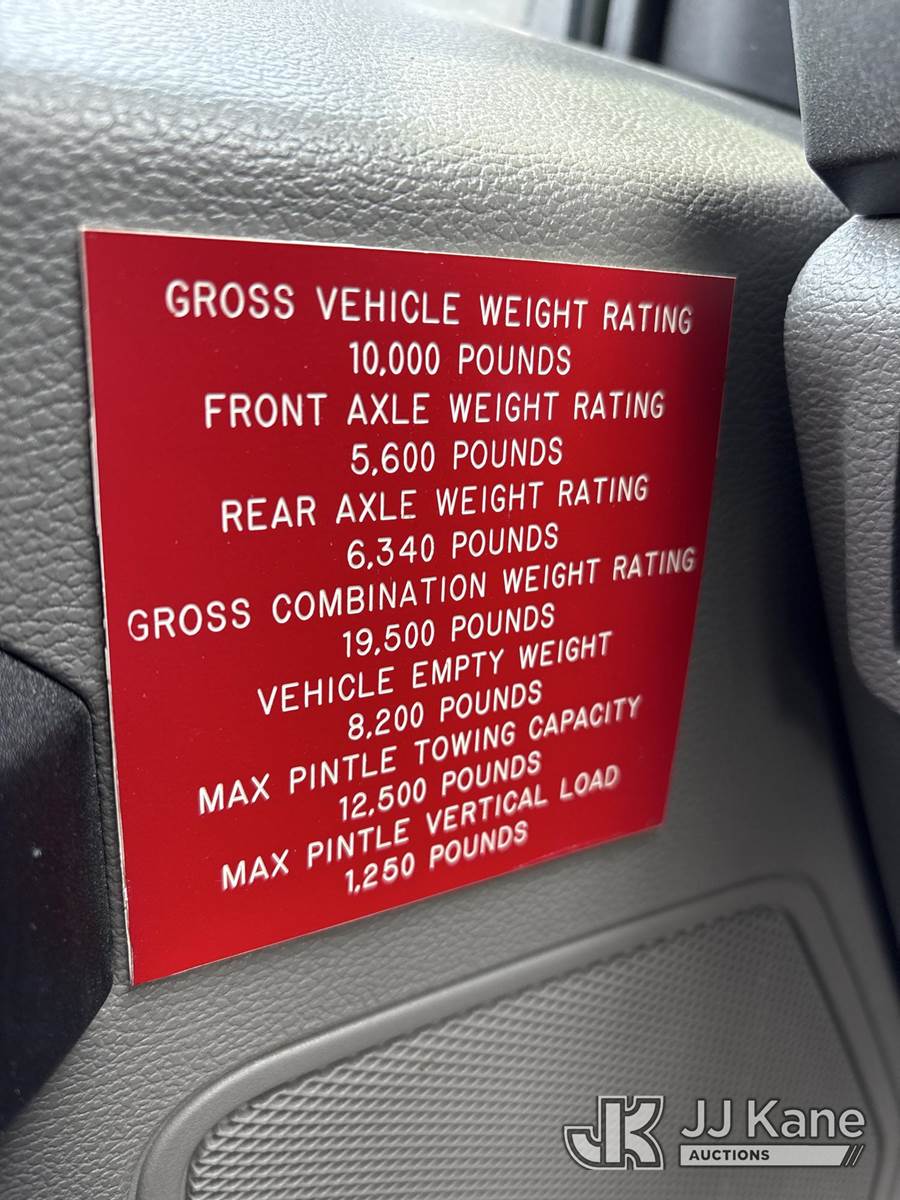 GROSS VEHICLE WEIGHT RATING
10,000 POUNDS
FRONT AXLE WEIGHT RATING
5,600 POUNDS
REAR AXLE WEIGHT RATING
6,340 POUNDS
GROSS COMBINATION WEIGHT RATING
19,500 POUNDS
VEHICLE EMPTY WEIGHT
8,200 POUNDS
MAX PINTLE TOWING CAPACITY
12,500 POUNDS
MAX PINTLE VERTICAL LOAD
1,250 POUNDS
JK JJ Kane
AUCTIONS